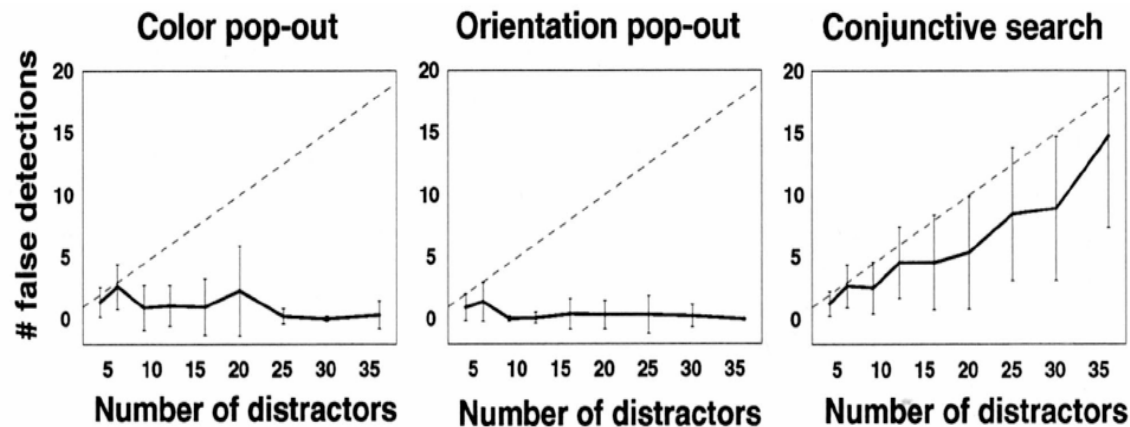 Color pop-out
Orientation pop-out
Conjunctive search
# false detections
20
15
10
5
0
5 10 15 20 25 30 35
Number of distractors
20
15
10
5
0
5 10 15 20 25 30 35
Number of distractors
20
15
10
5
0
5 10 15 20 25 30 35
Number of distractors